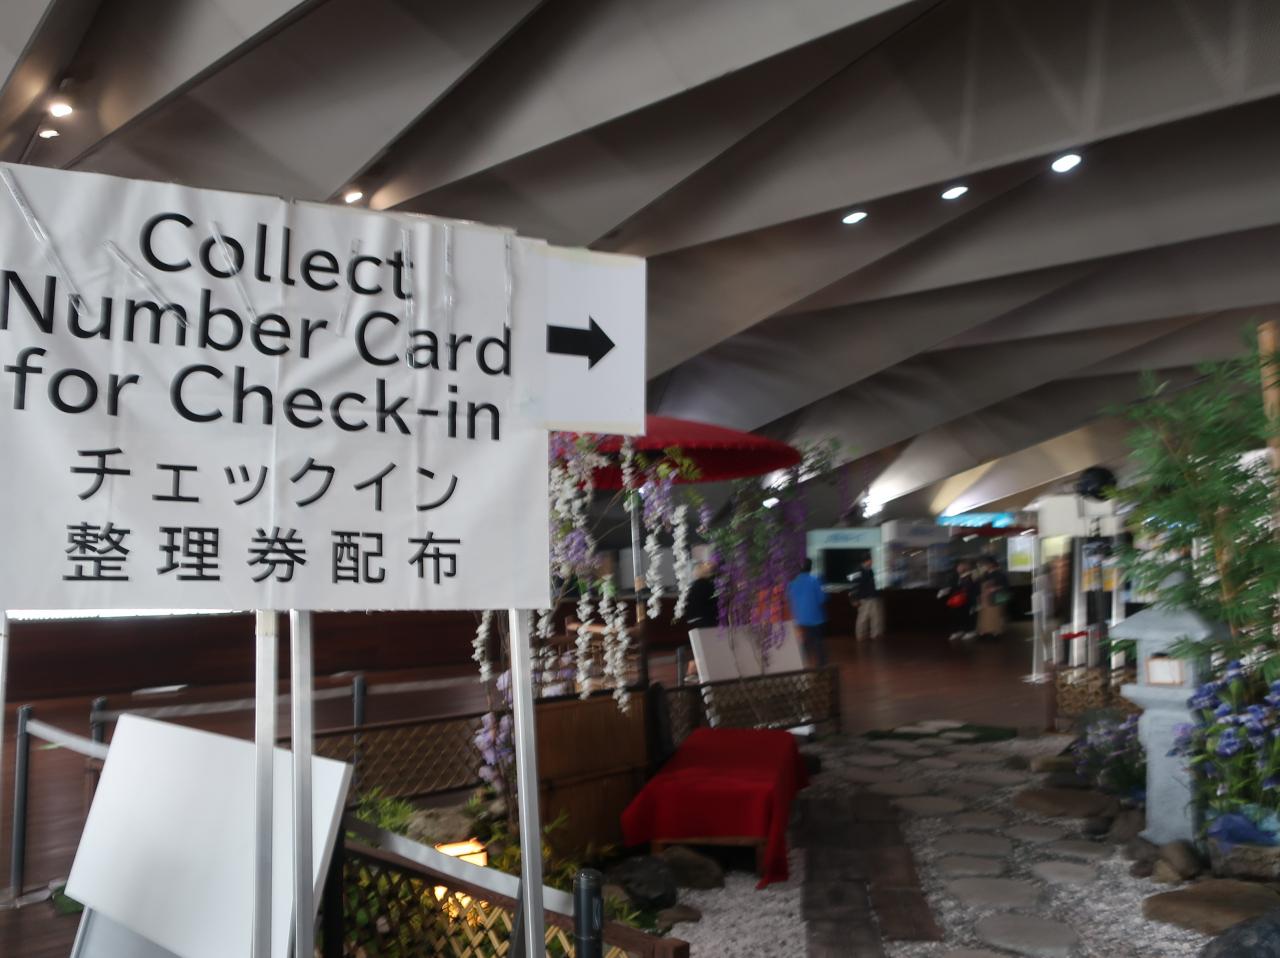 Collect
Number Card
for Check-in
チェックイン
整理券配布